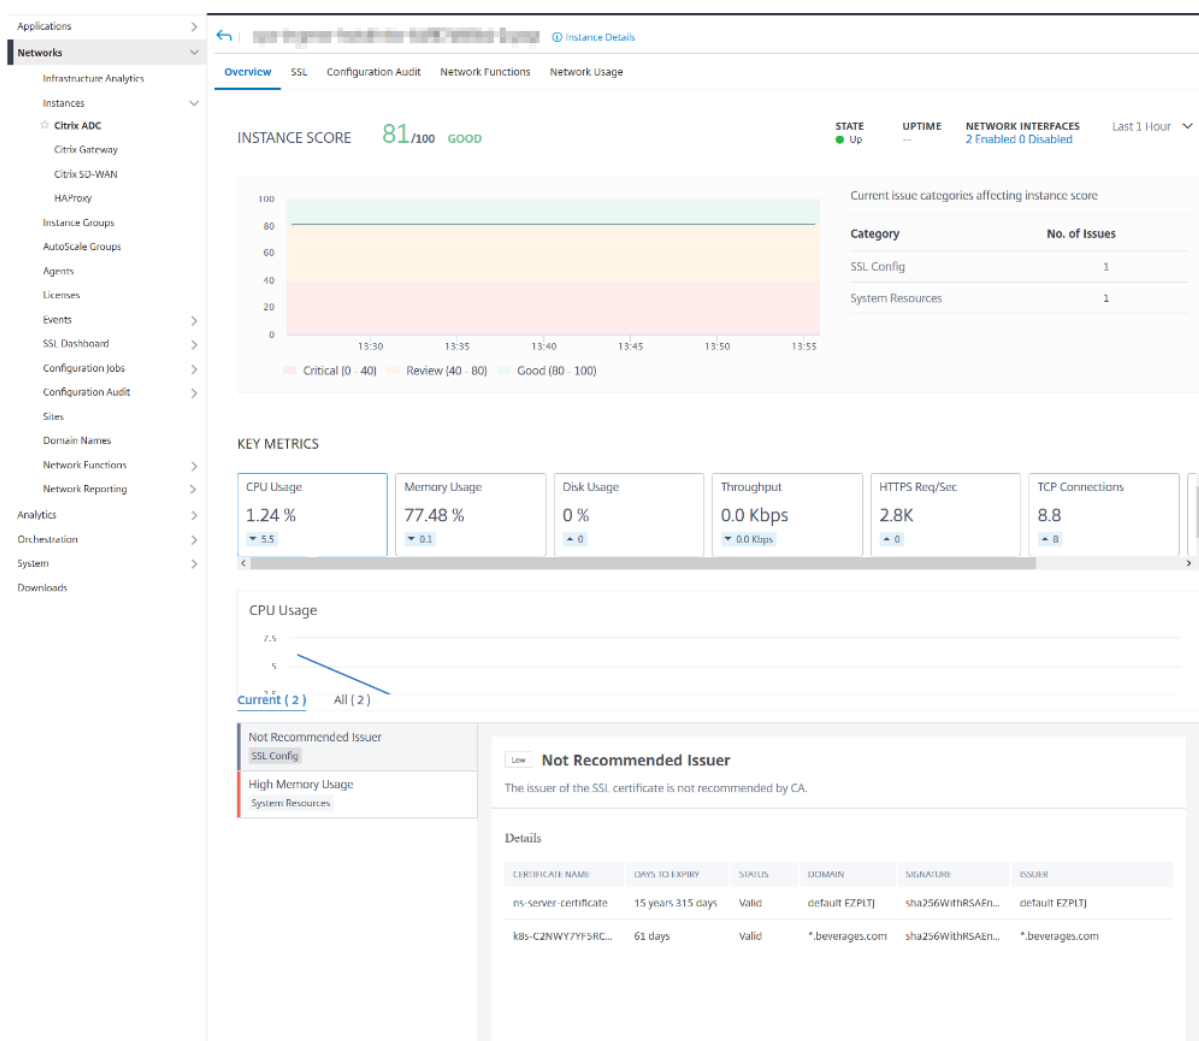 Applications
Networks
Infrastructure Analytics
Instances
Citrix ADC
Citrix Gateway
Citrix SD-WAN
HAProxy
Instance Groups
AutoScale Groups
Agents
Licenses
Events
SSL Dashboard
Configuration Jobs
Configuration Audit
Sites
Domain Names
Network Functions
Network Reporting
Analytics
Orchestration
System
Downloads
Instance Details
Overview SSL Configuration Audit Network Functions Network Usage
INSTANCE SCORE 81/100 GOOD
STATE UPTIME NETWORK INTERFACES Last 1 Hour
Up -- 2 Enabled 0 Disabled
100
80
60
40
20
0
13:30 13:35 13:40 13:45 13:50 13:55
Critical (0 - 40) Review (40 - 80) Good (80 - 100)
Current issue categories affecting instance score
Category No. of Issues
SSL Config 1
System Resources 1
KEY METRICS
CPU Usage Memory Usage Disk Usage Throughput HTTPS Req/Sec TCP Connections
1.24 % 77.48 % 0 % 0.0 Kbps 2.8K 8.8
5.5 0.1 0 0.0 Kbps 0 8
CPU Usage
7.5
5
Current ( 2 ) All ( 2 )
Not Recommended Issuer
SSL Config
High Memory Usage
System Resources
Low Not Recommended Issuer
The issuer of the SSL certificate is not recommended by CA.
Details
CERTIFICATE NAME DAYS TO EXPIRY STATUS DOMAIN SIGNATURE ISSUER
ns-server-certificate 15 years 315 days Valid default EZPLTJ sha256WithRSAEn... default EZPLTJ
k8s-C2NWY7YF5RC... 61 days Valid *.beverages.com sha256WithRSAEn... *.beverages.com